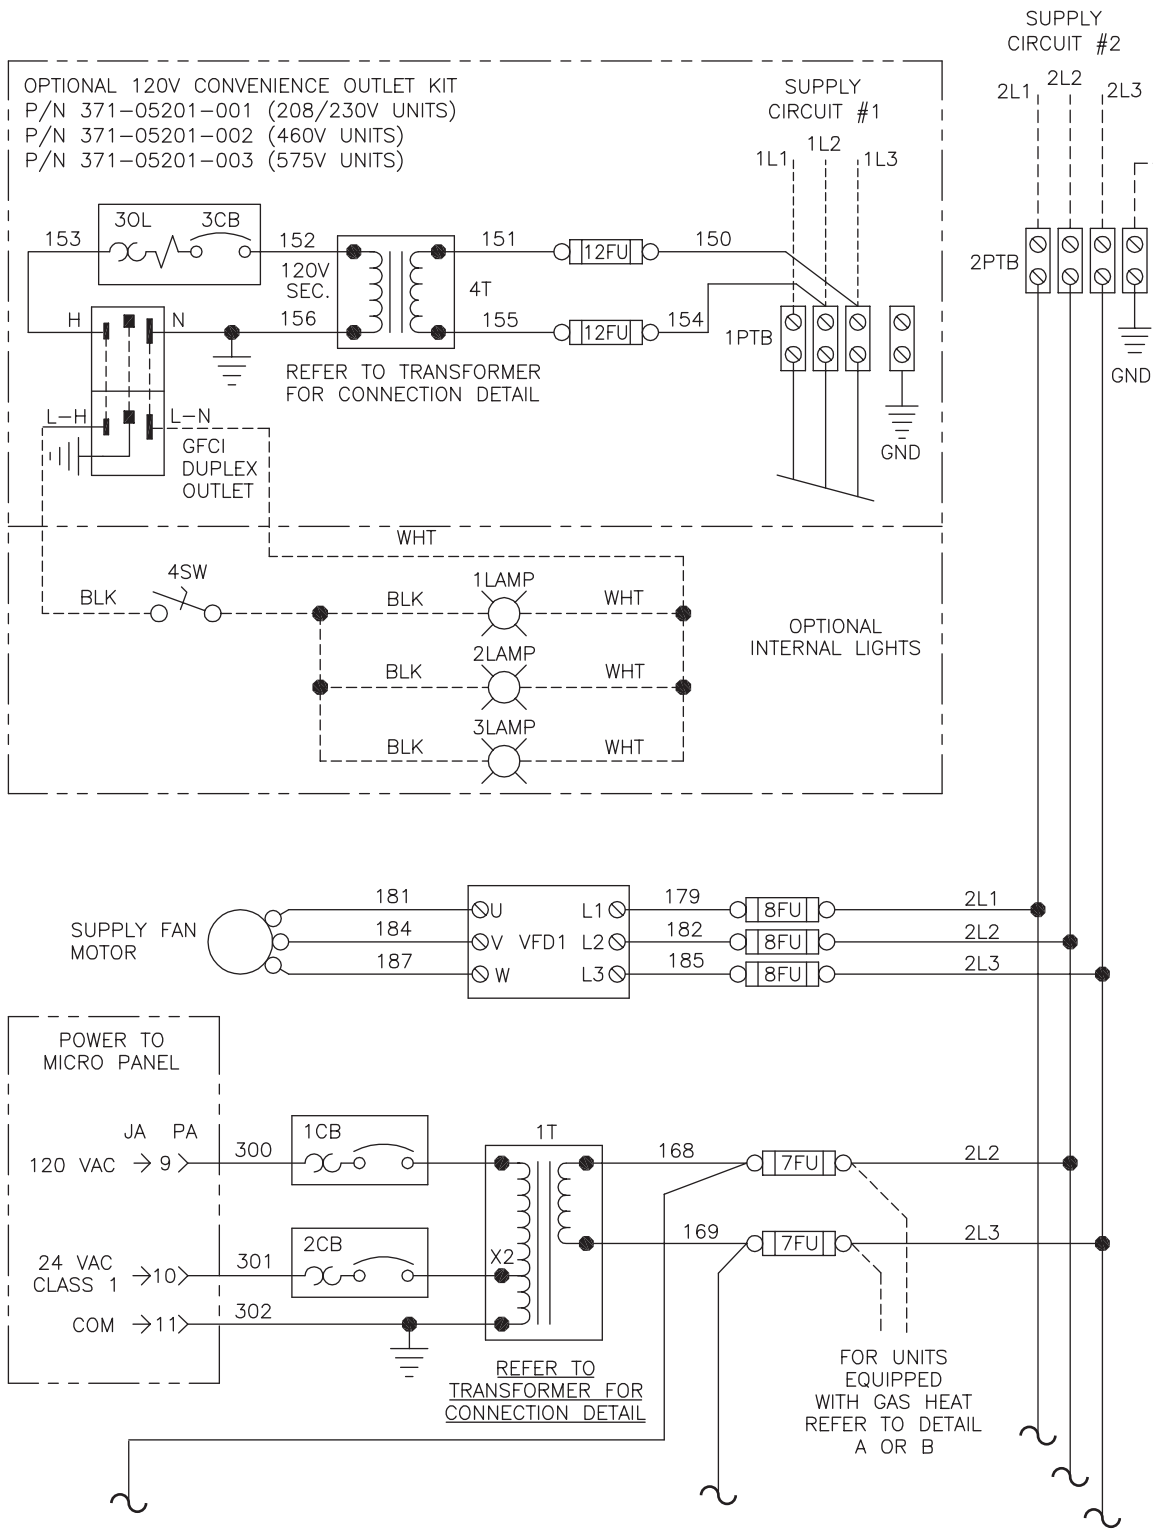 SUPPLY
CIRCUIT #2
2L1
2L2
2L3
OPTIONAL 120V CONVENIENCE OUTLET KIT
P/N 371-05201-001 (208/230V UNITS)
P/N 371-05201-002 (460V UNITS)
P/N 371-05201-003 (575V UNITS)
SUPPLY
CIRCUIT #1
1L1
1L2
1L3
153
3OL
3CB
152
120V
SEC.
156
151
4T
155
12FU
12FU
150
154
1PTB
2PTB
GND
GND
H
N
REFER TO TRANSFORMER
FOR CONNECTION DETAIL
L-H
L-N
GFCI
DUPLEX
OUTLET
WHT
4SW
BLK
BLK
1LAMP
WHT
BLK
2LAMP
WHT
BLK
3LAMP
WHT
OPTIONAL
INTERNAL LIGHTS
SUPPLY FAN
MOTOR
181
184
187
U
V
W
VFD1
L1
L2
L3
179
182
185
8FU
8FU
8FU
2L1
2L2
2L3
POWER TO
MICRO PANEL
JA
PA
120 VAC
9
300
1CB
24 VAC
CLASS 1
10
301
2CB
COM
11
302
1T
X2
168
169
7FU
7FU
2L2
2L3
REFER TO
TRANSFORMER FOR
CONNECTION DETAIL
FOR UNITS
EQUIPPED
WITH GAS HEAT
REFER TO DETAIL
A OR B